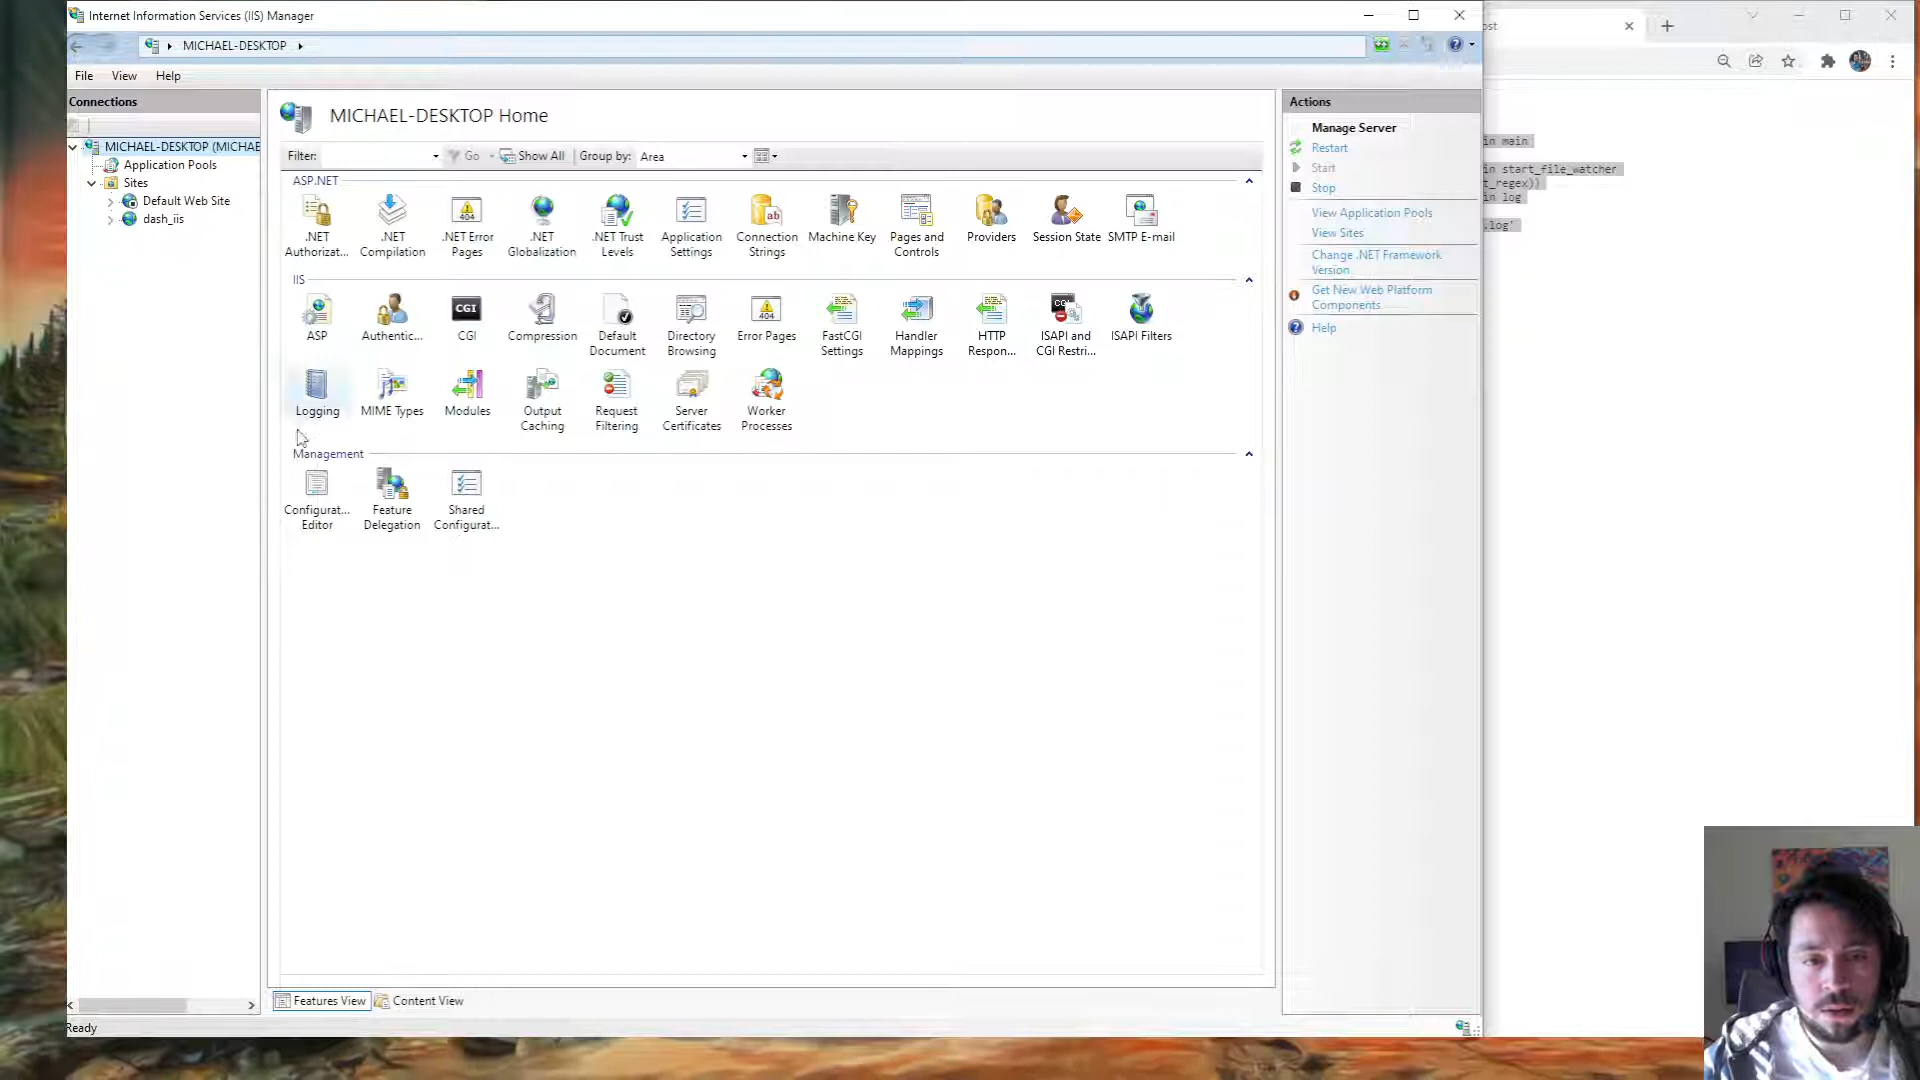 Internet Information Services (IIS) Manager
MICHAEL-DESKTOP
File View Help
Connections
MICHAEL-DESKTOP (MICHAE
Application Pools
Sites
Default Web Site
dash_iis
MICHAEL-DESKTOP Home
Filter: Go Show All Group by: Area
ASP.NET
.NET Authorizat...
.NET Compilation
.NET Error Pages
.NET Globalization
.NET Trust Levels
Application Settings
Connection Strings
Machine Key
Pages and Controls
Providers
Session State
SMTP E-mail
IIS
ASP
Authentic...
CGI
CGI
Compression
Default Document
Directory Browsing
404
Error Pages
FastCGI Settings
Handler Mappings
HTTP Respon...
ISAPI and CGI Restri...
ISAPI Filters
Logging
MIME Types
Modules
Output Caching
Request Filtering
Server Certificates
Worker Processes
Management
Configurat... Editor
Feature Delegation
Shared Configurat...
Features View Content View
Ready
Actions
Manage Server
Restart
Start
Stop
View Application Pools
View Sites
Change .NET Framework
Version
Get New Web Platform
Components
Help
ost
in main
in start_file_watcher
t_regex))
in log
.log'